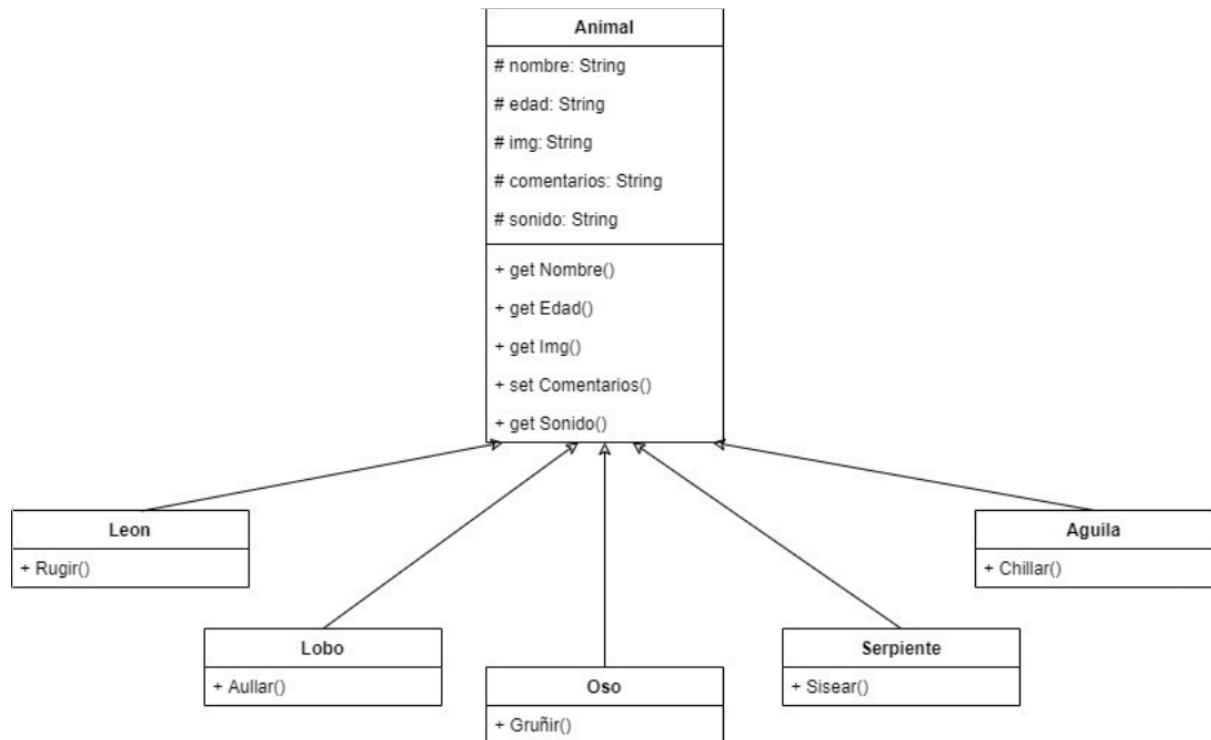 Animal
# nombre: String
# edad: String
# img: String
# comentarios: String
# sonido: String
+ get Nombre()
+ get Edad()
+ get Img()
+ set Comentarios()
+ get Sonido()
Leon
+ Rugir()
Aguila
+ Chillar()
Lobo
+ Aullar()
Serpiente
+ Sisear()
Oso
+ Gruñir()